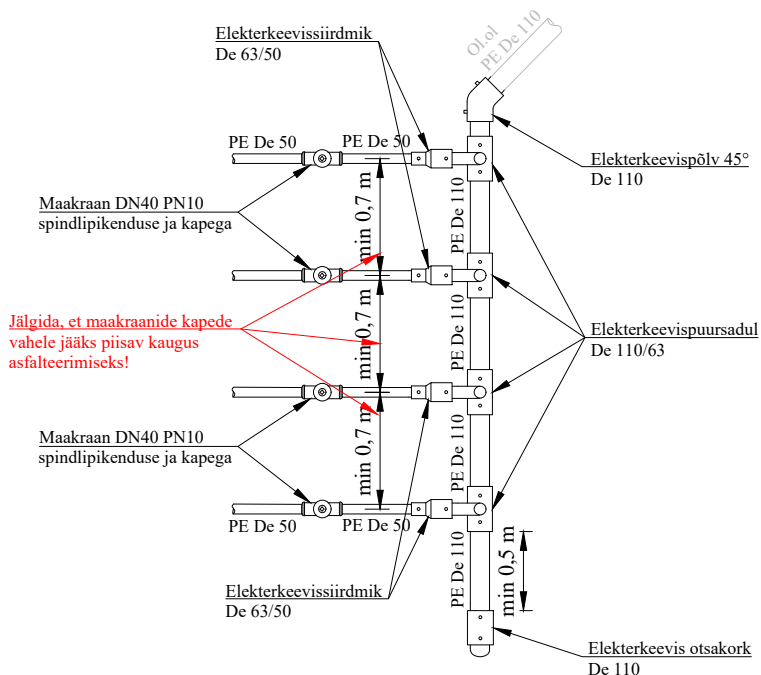 Ol.ol
PE De 110
Elekterkeevissiirdmik
De 63/50
PE De 50
PE De 50
Elekterkeevispõlv 45°
De 110
Maakraan DN40 PN10
spindlipikenduse ja kapega
min 0,7 m
PE De 110
Jälgida, et maakraanide kapede
vahele jääks piisav kaugus
asfalteerimiseks!
min 0,7 m
PE De 110
Elekterkeevispuursadul
De 110/63
Maakraan DN40 PN10
spindlipikenduse ja kapega
min 0,7 m
PE De 110
PE De 50
PE De 50
PE De 110
min 0,5 m
Elekterkeevissiirdmik
De 63/50
Elekterkeevis otsakork
De 110